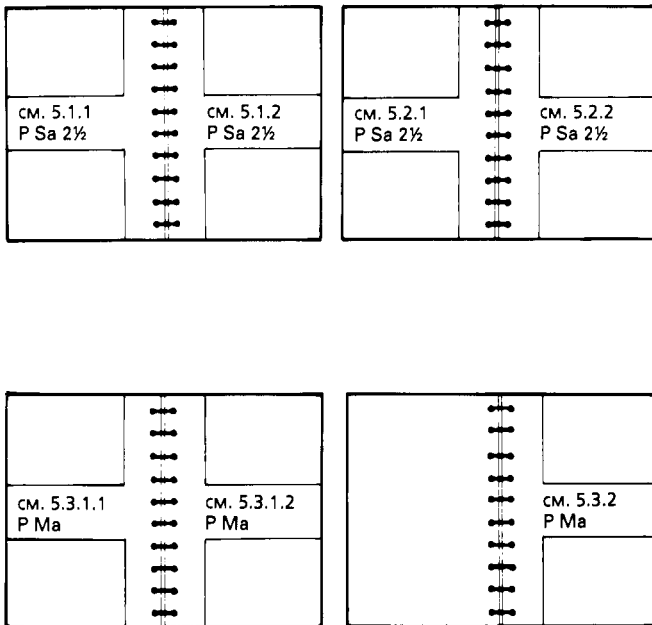 см. 5.1.1
P Sa 2½
см. 5.1.2
P Sa 2½
см. 5.2.1
P Sa 2½
см. 5.2.2
P Sa 2½
см. 5.3.1.1
P Ma
см. 5.3.1.2
P Ma
см. 5.3.2
P Ma